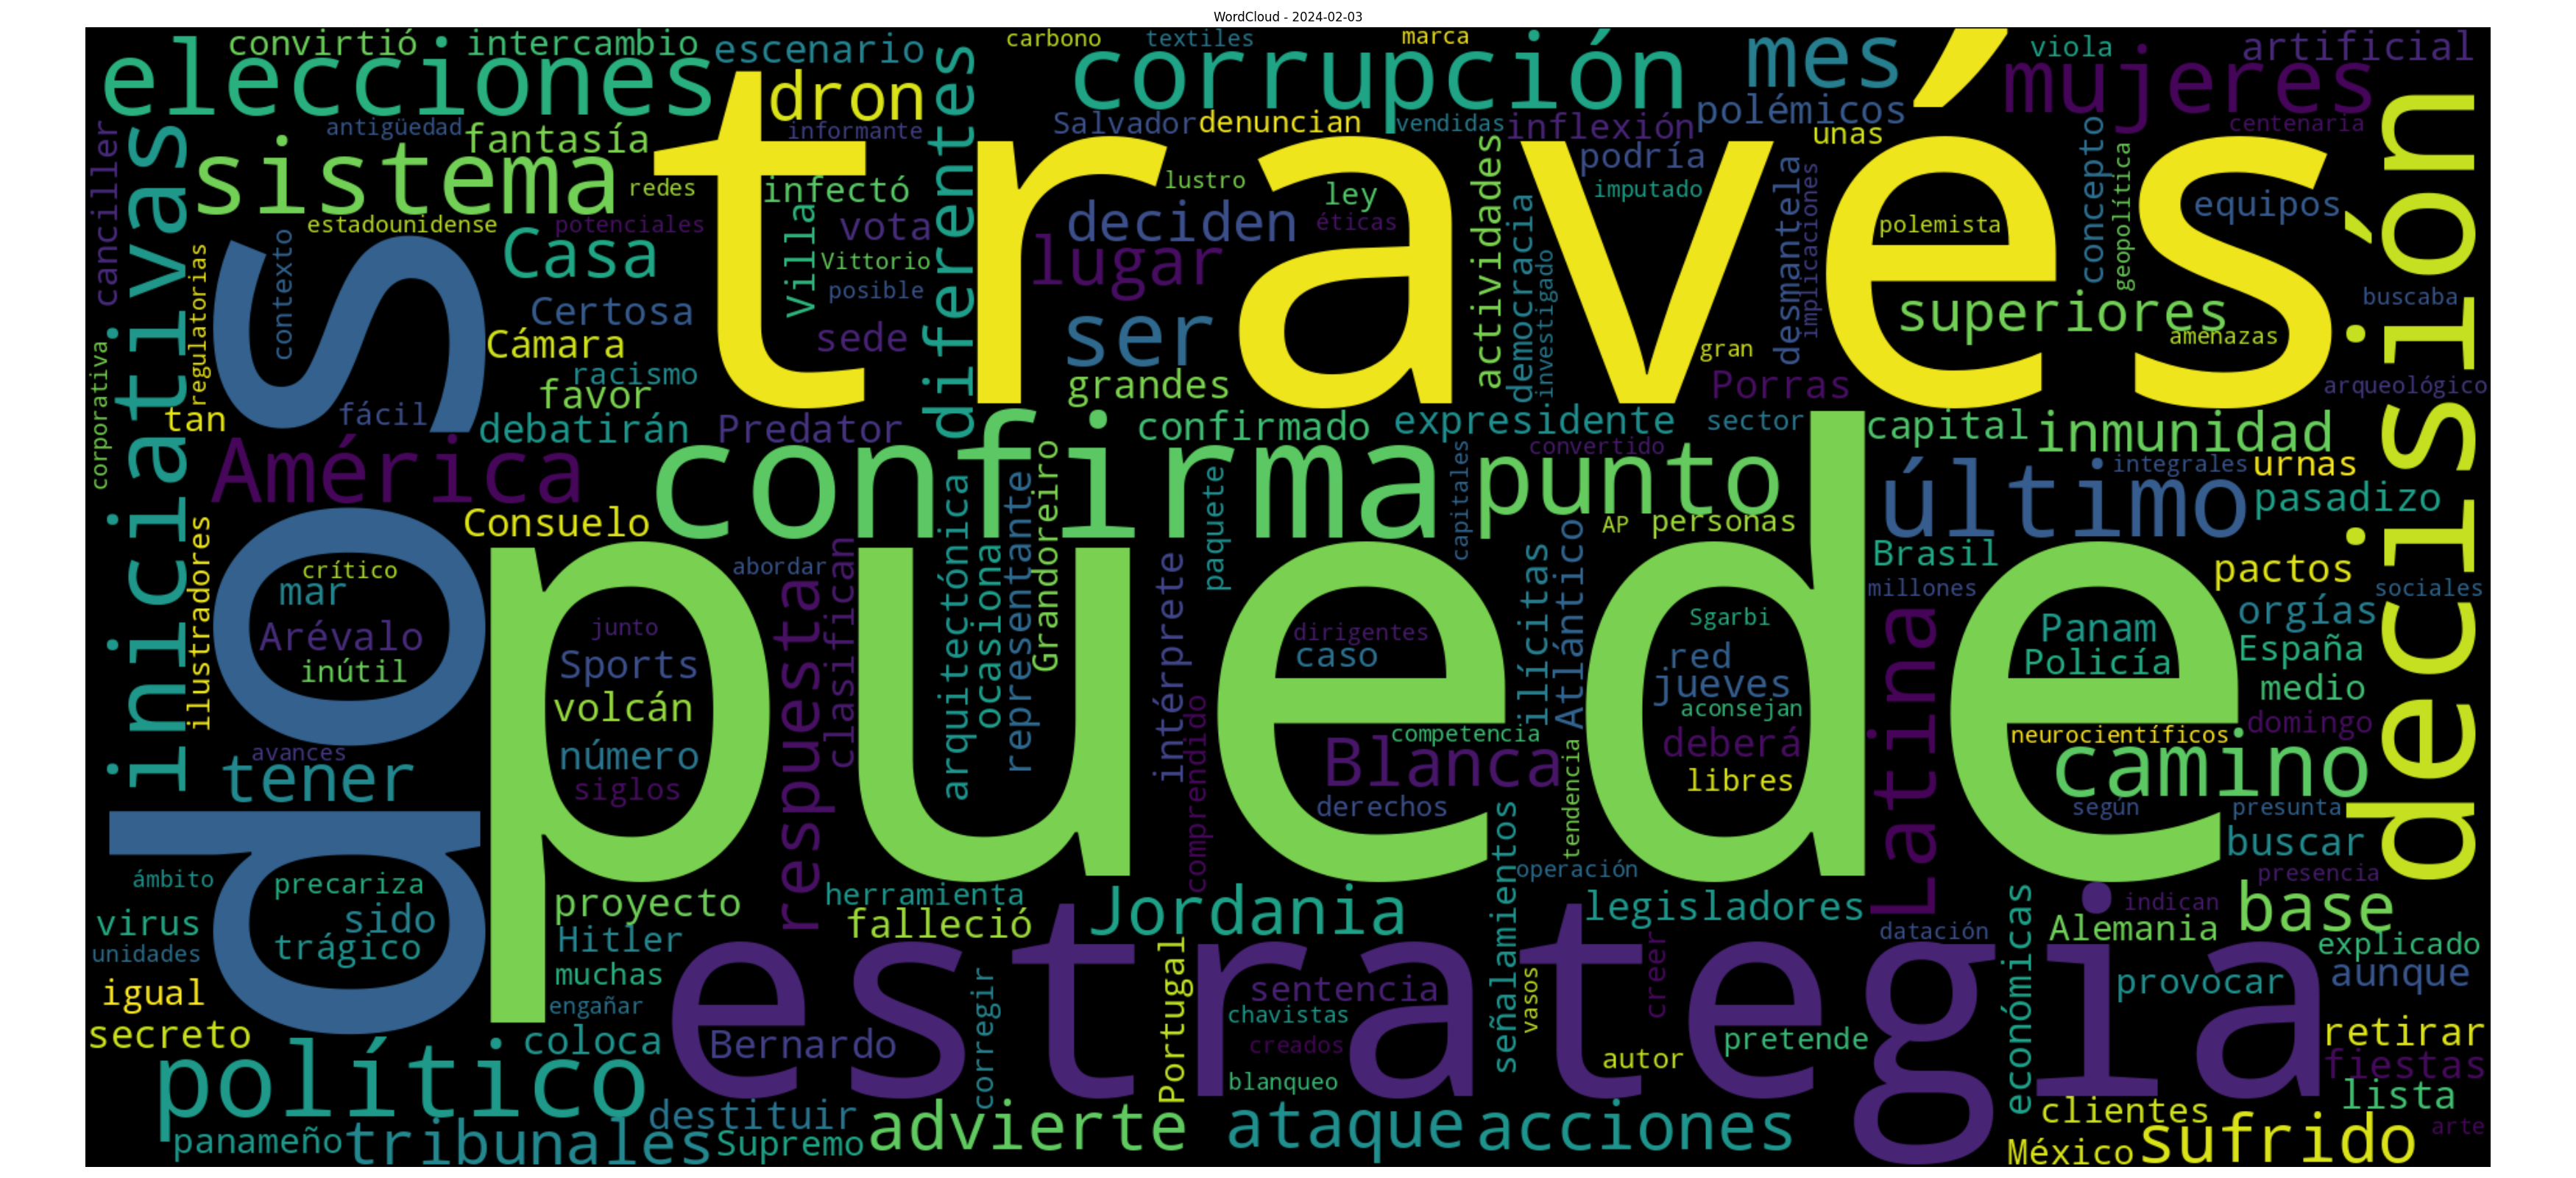 WordCloud - 2024-02-03
convirtió
intercambio
escenario
carbono
textiles
marca
mes
viola
artificial
elecciones
dron
diferentes
corrupción
mujeres
polémicos
antigüedad
fantasía
informante
Salvador
denuncian
vendidas
inflexión
unas
centenaria
canciller
iniciativas
sistema
través
decisión
redes
infectó
lustro
ley
podría
imputado
concepto
geopolítica
equipos
estadounidense
potenciales
Villa
vota
deciden
éticas
actividades
democracia
investigado
desmantela
implicaciones
polemista
regulatorias
contexto
Casa
Vittorio
lugar
posible
buscaba
dos
Certosa
sede
ser
superiores
amenazas
corporativa
Cámara
racismo
favor
grandes
gran
Porras
arqueológico
tan
fácil
debatirán
Predator
confirmado
expresidente
sector
capital
inmunidad
América
confirma
convertido
punto
último
integrales
urnas
pasadizo
Consuelo
Grandoreiro
paquete
capitales
AP
personas
ilustradores
crítico
abordar
arquitectónica
ocasiona
representante
intérprete
ilícitas
Atlántico
Brasil
pactos
mar
puede
millones
sociales
Arévalo
junto
respuesta
clasifican
dirigentes
Sgarbi
Latina
Panam
orgías
inútil
Sports
caso
red
Policía
España
volcán
jueves
medio
aconsejan
domingo
avances
número
comprendido
competencia
deberá
neurocientíficos
tener
siglos
Blanca
tendencia
libres
camino
derechos
según
presunta
señalamientos
buscar
ámbito
precariza
herramienta
operación
presencia
virus
sido
proyecto
falleció
Jordania
legisladores
económicas
indican
base
unidades
trágico
Hitler
datación
Alemania
explicado
igual
muchas
estrategia
corregir
Portugal
sentencia
vasos
creer
provocar
aunque
engañar
chavistas
secreto
coloca
Bernardo
creados
autor
pretende
retirar
político
blanqueo
fiestas
lista
destituir
clientes
panameño
tribunales
Supremo
advierte
ataque
acciones
México
sufrido
arte